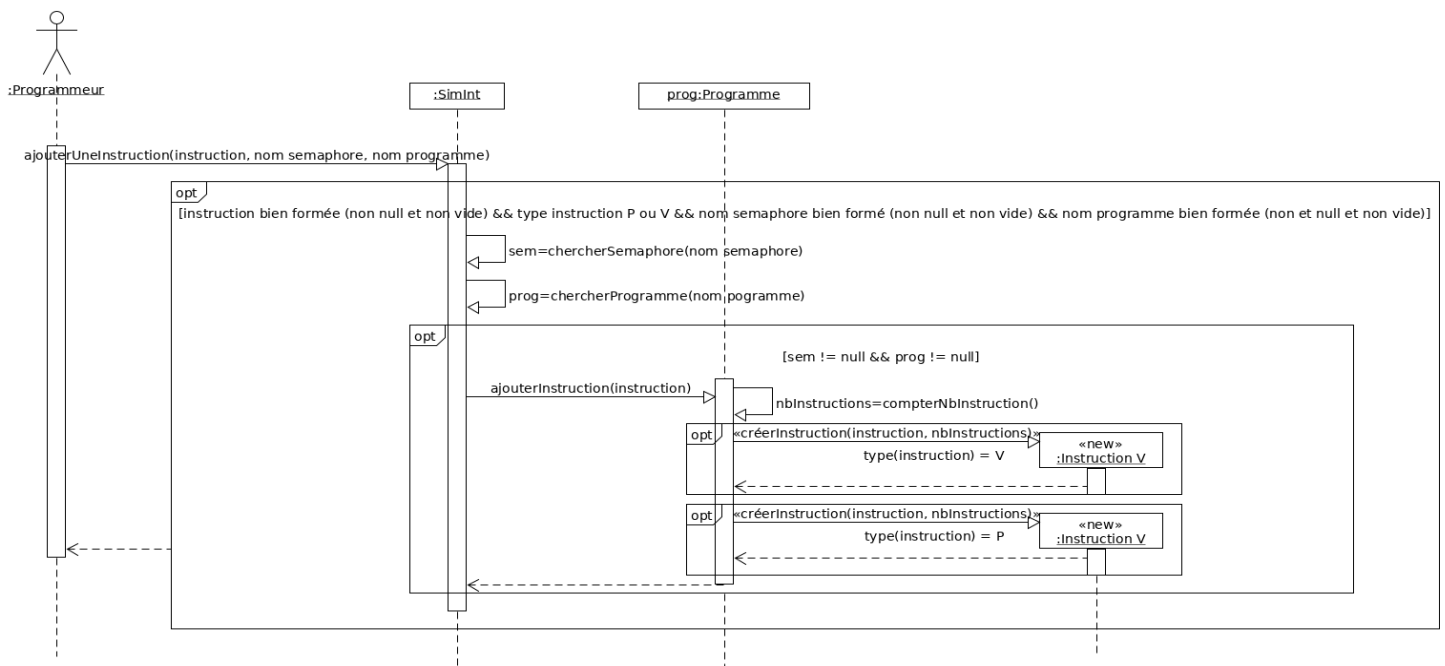 :Programmeur
:SimInt
prog:Programme
ajouterUneInstruction(instruction, nom semaphore, nom programme)
opt
[instruction bien formée (non null et non vide) && type instruction P ou V && nom semaphore bien formé (non null et non vide) && nom programme bien formée (non et null et non vide)]
sem=chercherSemaphore(nom semaphore)
prog=chercherProgramme(nom pogramme)
opt
[sem != null && prog != null]
ajouterInstruction(instruction)
nbInstructions=compterNbInstruction()
opt
«créerInstruction(instruction, nbInstructions)»
«new»
:Instruction V
type(instruction) = V
opt
«créerInstruction(instruction, nbInstructions)»
«new»
:Instruction V
type(instruction) = P